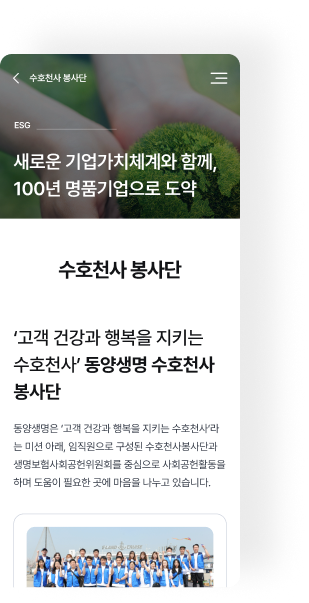 수호천사 봉사단
ESG
새로운 기업가치체계와 함께,
100년 명품기업으로 도약
수호천사 봉사단
‘고객 건강과 행복을 지키는
수호천사’ 동양생명 수호천사
봉사단
동양생명은 ‘고객 건강과 행복을 지키는 수호천사’라
는 미션 아래, 임직원으로 구성된 수호천사봉사단과
생명보험사회공헌위원회를 중심으로 사회공헌활동을
하며 도움이 필요한 곳에 마음을 나누고 있습니다.